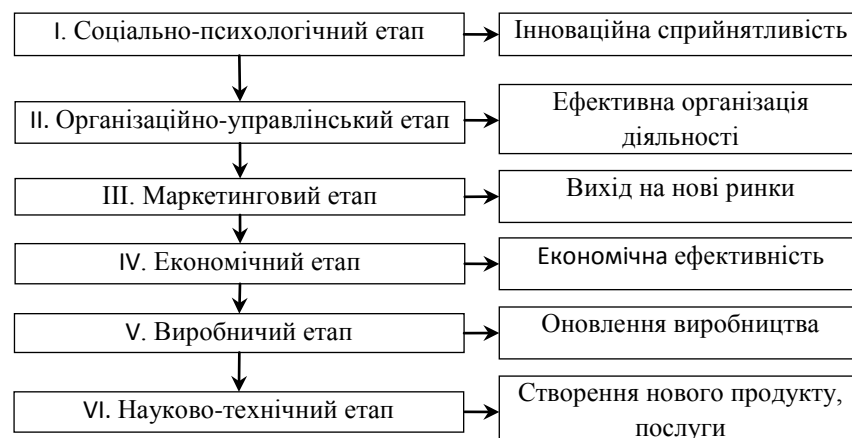 I. Соціально-психологічний етап
Інноваційна сприйнятливість
II. Організаційно-управлінський етап
Ефективна організація
діяльності
III. Маркетинговий етап
Вихід на нові ринки
IV. Економічний етап
Економічна ефективність
V. Виробничий етап
Оновлення виробництва
VI. Науково-технічний етап
Створення нового продукту,
послуги